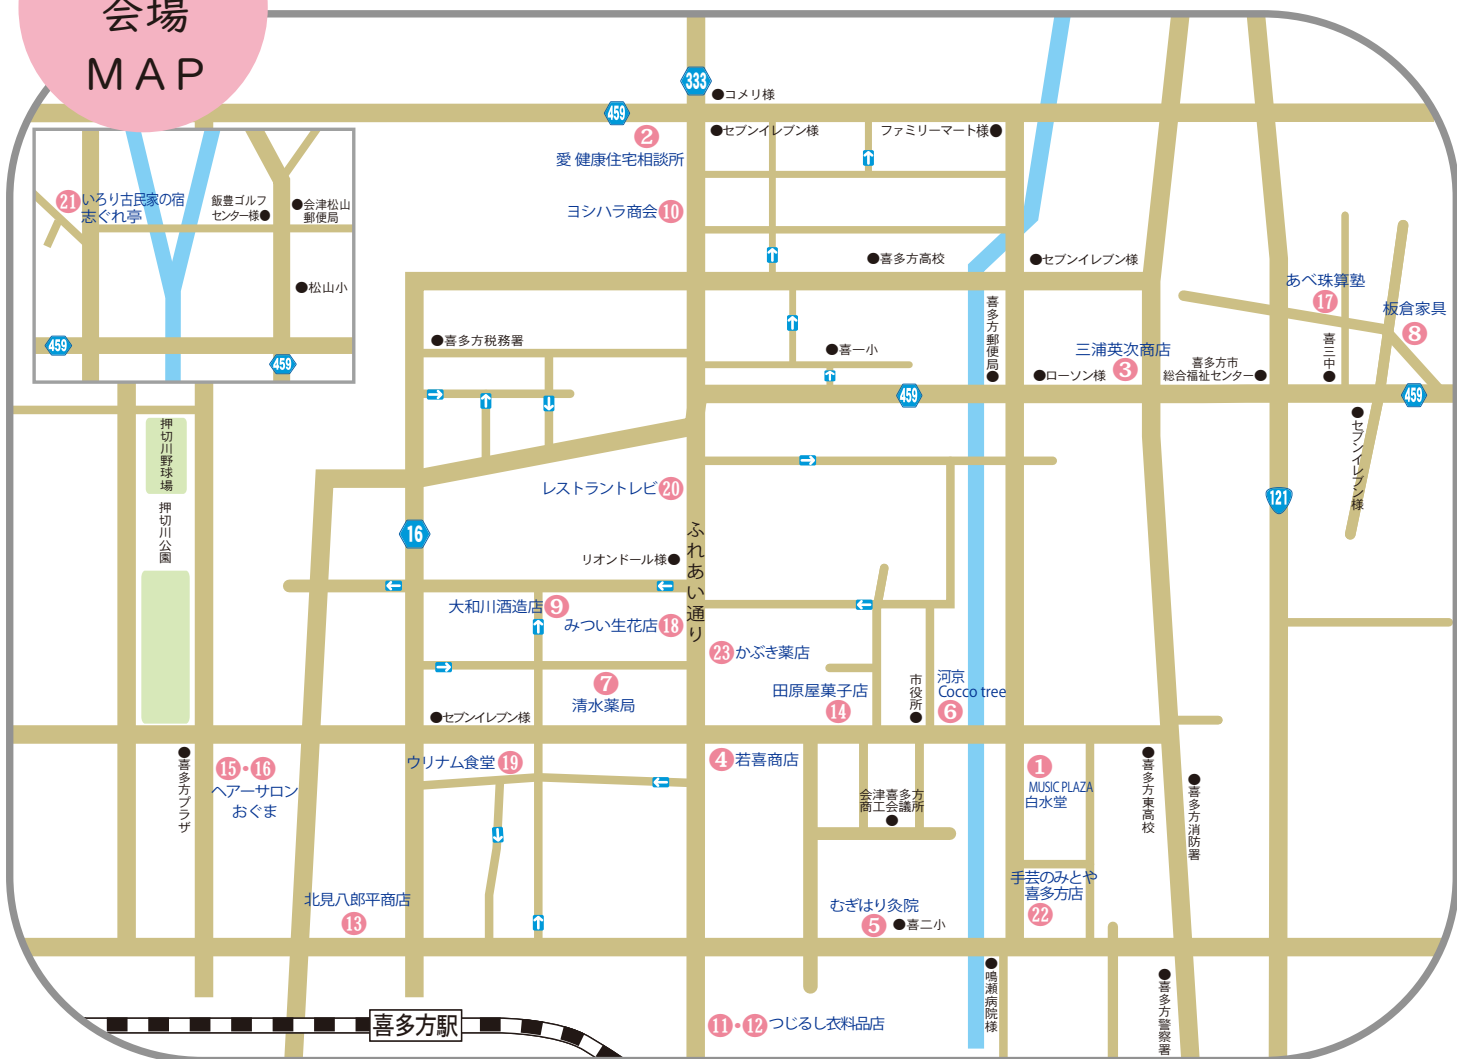 会場
MAP
333
コメリ様
459
2
セブンイレブン様
ファミリーマート様
愛 健康住宅相談所
ヨシハラ商会 10
21 いろり古民家の宿
志ぐれ亭
飯豊ゴルフ
センター様
会津松山
郵便局
松山小
459
459
喜多方高校
セブンイレブン様
あべ珠算塾
17
板倉家具
8
喜多方郵便局
喜多方税務署
喜一小
三浦英次商店
3
ローソン様
喜多方市
総合福祉センター
喜三中
459
459
セブンイレブン様
押切川野球場
押切川公園
レストラントレビ 20
121
16
ふれあい通り
リオンドール様
大和川酒造店 9
みつい生花店 18
23 かぶき薬店
7
清水薬局
田原屋菓子店
14
市役所
河京
Cocco tree
6
セブンイレブン様
喜多方プラザ
15・16
ヘアーサロン
おぐま
ウリナム食堂 19
4 若喜商店
会津喜多方
商工会議所
1
MUSIC PLAZA
白水堂
喜多方東高校
喜多方消防署
手芸のみとや
喜多方店
22
北見八郎平商店
13
むぎはり灸院
5
喜二小
鳴瀬病院様
喜多方警察署
喜多方駅
11・12 つじるし衣料品店